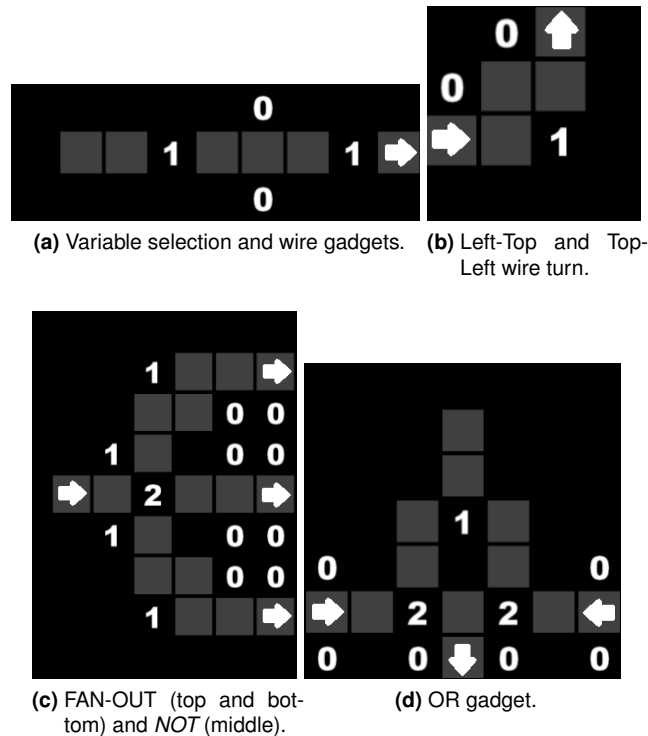 0
0
0
1 1
1
0
(a) Variable selection and wire gadgets.
(b) Left-Top and Top-
Left wire turn.
1
0 0
1 0 0
2
1 0 0
0 0
1
1
0 0
2 2
0 0 0 0
(c) FAN-OUT (top and bot-
tom) and NOT (middle).
(d) OR gadget.